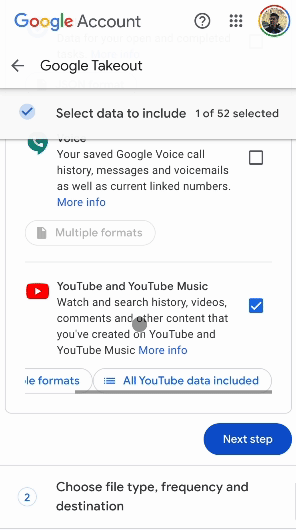 Google Account
Google Takeout
Select data to include 1 of 52 selected
Voice
Your saved Google Voice call
history, messages and voicemails
as well as current linked numbers.
More info
Multiple formats
YouTube and YouTube Music
Watch and search history, videos,
comments and other content that
you've created on YouTube and
YouTube Music More info
le formats
All YouTube data included
Next step
2
Choose file type, frequency and
destination